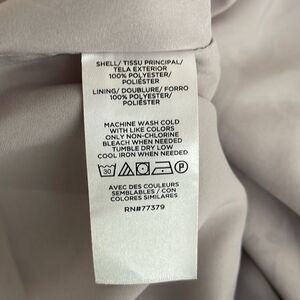 SHELL/ TISSU PRINCIPAL/
TELA EXTERIOR
100% POLYESTER/
POLIÉSTER
LINING/ DOUBLURE/ FORRO
100% POLYESTER/
POLIÉSTER
MACHINE WASH COLD
WITH LIKE COLORS
ONLY NON-CHLORINE
BLEACH WHEN NEEDED
TUMBLE DRY LOW
COOL IRON WHEN NEEDED
30 P
AVEC DES COULEURS
SEMBLABLES / CON
COLORES SIMILARES
RN#77379